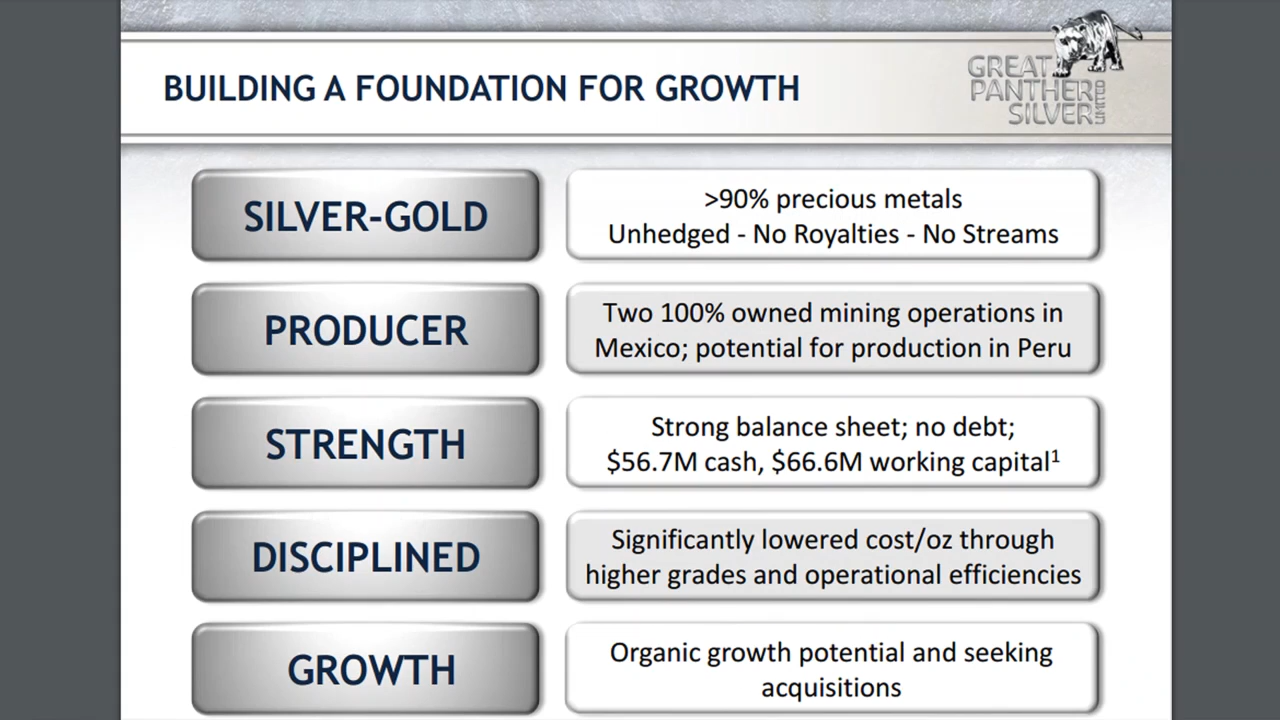 BUILDING A FOUNDATION FOR GROWTH
GREAT
PANTHER
SILVER
LIMITED
SILVER-GOLD
>90% precious metals
Unhedged - No Royalties - No Streams
PRODUCER
Two 100% owned mining operations in
Mexico; potential for production in Peru
STRENGTH
Strong balance sheet; no debt;
$56.7M cash, $66.6M working capital¹
DISCIPLINED
Significantly lowered cost/oz through
higher grades and operational efficiencies
GROWTH
Organic growth potential and seeking
acquisitions